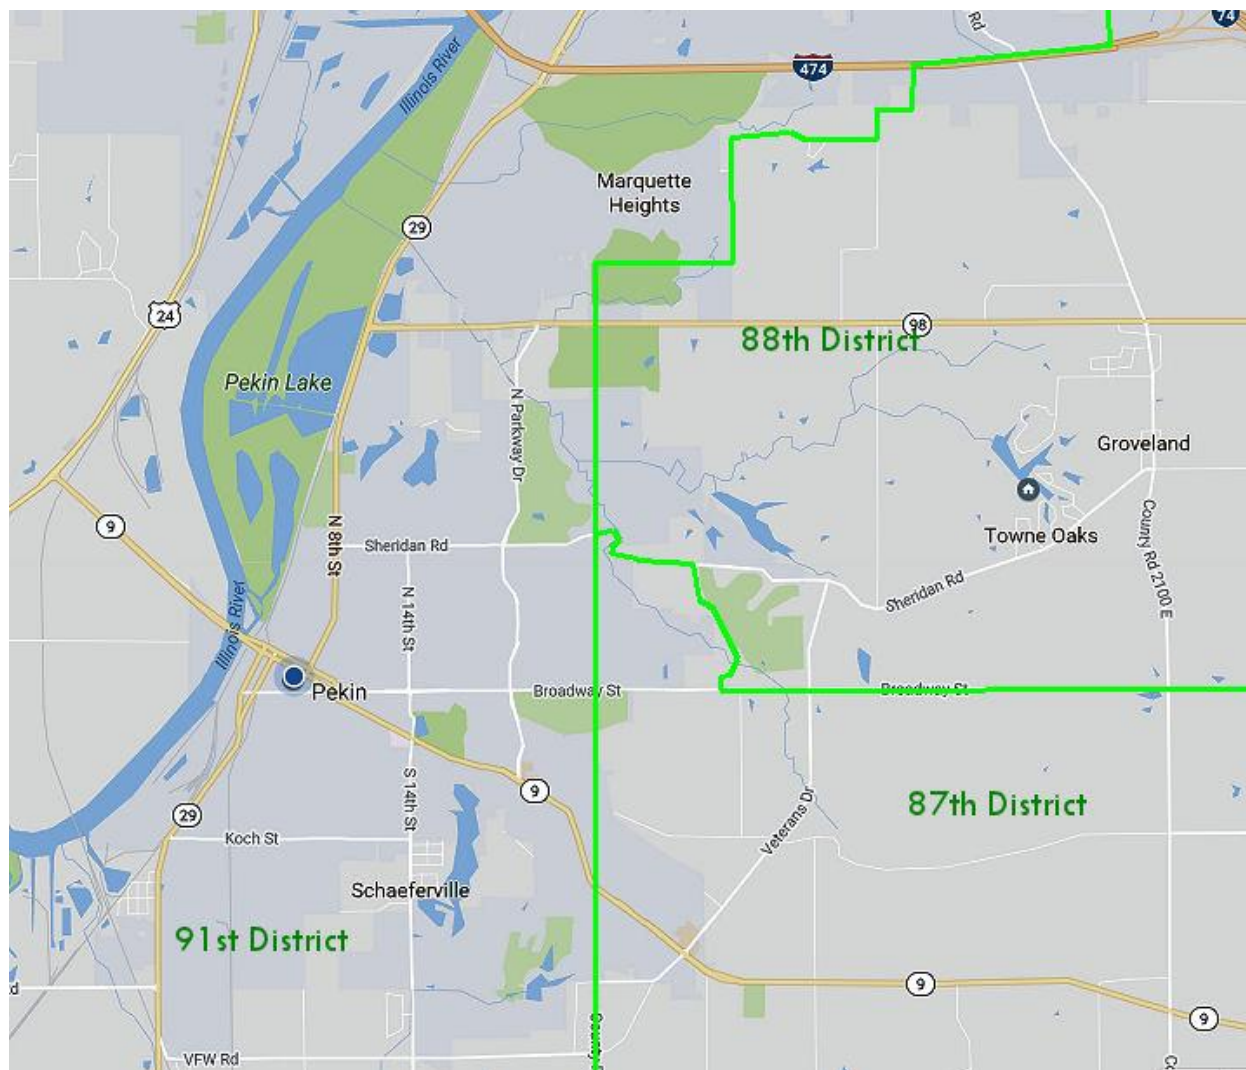 Rd
74
Illinois River
474
Marquette
Heights
29
24
98
88th District
Pekin Lake
N Parkway Dr
Groveland
9
N 8th St
Sheridan Rd
Towne Oaks
County Rd 2100 E
Illinois River
N 14th St
Sheridan Rd
Pekin
Broadway St
Broadway St
S 14th St
9
87th District
29
Koch St
Veterans Dr
Schaeferville
91st District
9
9
VFW Rd